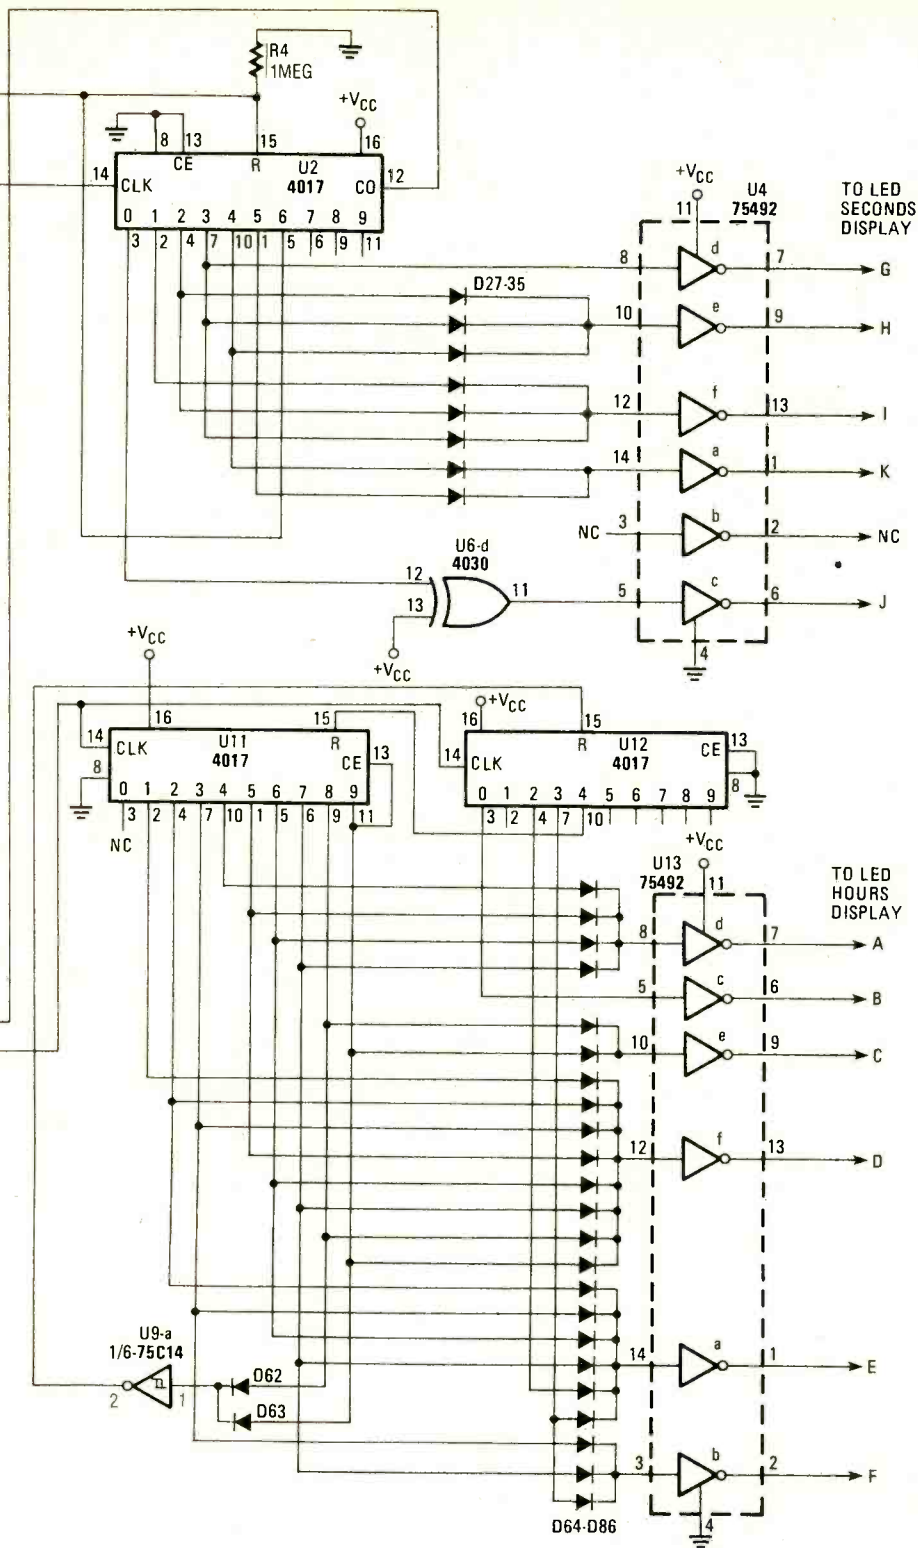 R4
1MEG
+VCC
8 13 15 16
CE R U2
14 CLK 4017 CO 12
0 1 2 3 4 5 6 7 8 9
3 2 4 7 10 1 5 6 9 11
+VCC
11 U4
75492
TO LED
SECONDS
DISPLAY
8 d 7 G
D27-35
10 e 9 H
12 f 13 I
14 a 1 K
NC 3 b 2 NC
U6-d
4030
12
13 11 5 c 6 J
+VCC
4
+VCC
16 15
14 CLK U11 R 13
8 4017 CE
0 1 2 3 4 5 6 7 8 9
3 2 4 7 10 1 5 6 9 11
NC
+VCC
16 15
14 CLK R U12 CE 13
4017 8
0 1 2 3 4 5 6 7 8 9
3 2 4 7 10
+VCC
U13
75492 11
TO LED
HOURS
DISPLAY
8 d 7 A
5 c 6 B
10 e 9 C
12 f 13 D
U9-a
1/6-75C14
14 a 1 E
2 1 D62
D63
3 b 2 F
D64-D86
4